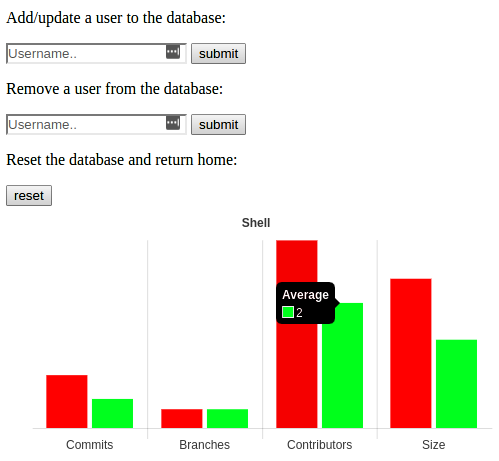 Add/update a user to the database:
Username.. submit
Remove a user from the database:
Username.. submit
Reset the database and return home:
reset
Shell
Average
2
Commits Branches Contributors Size